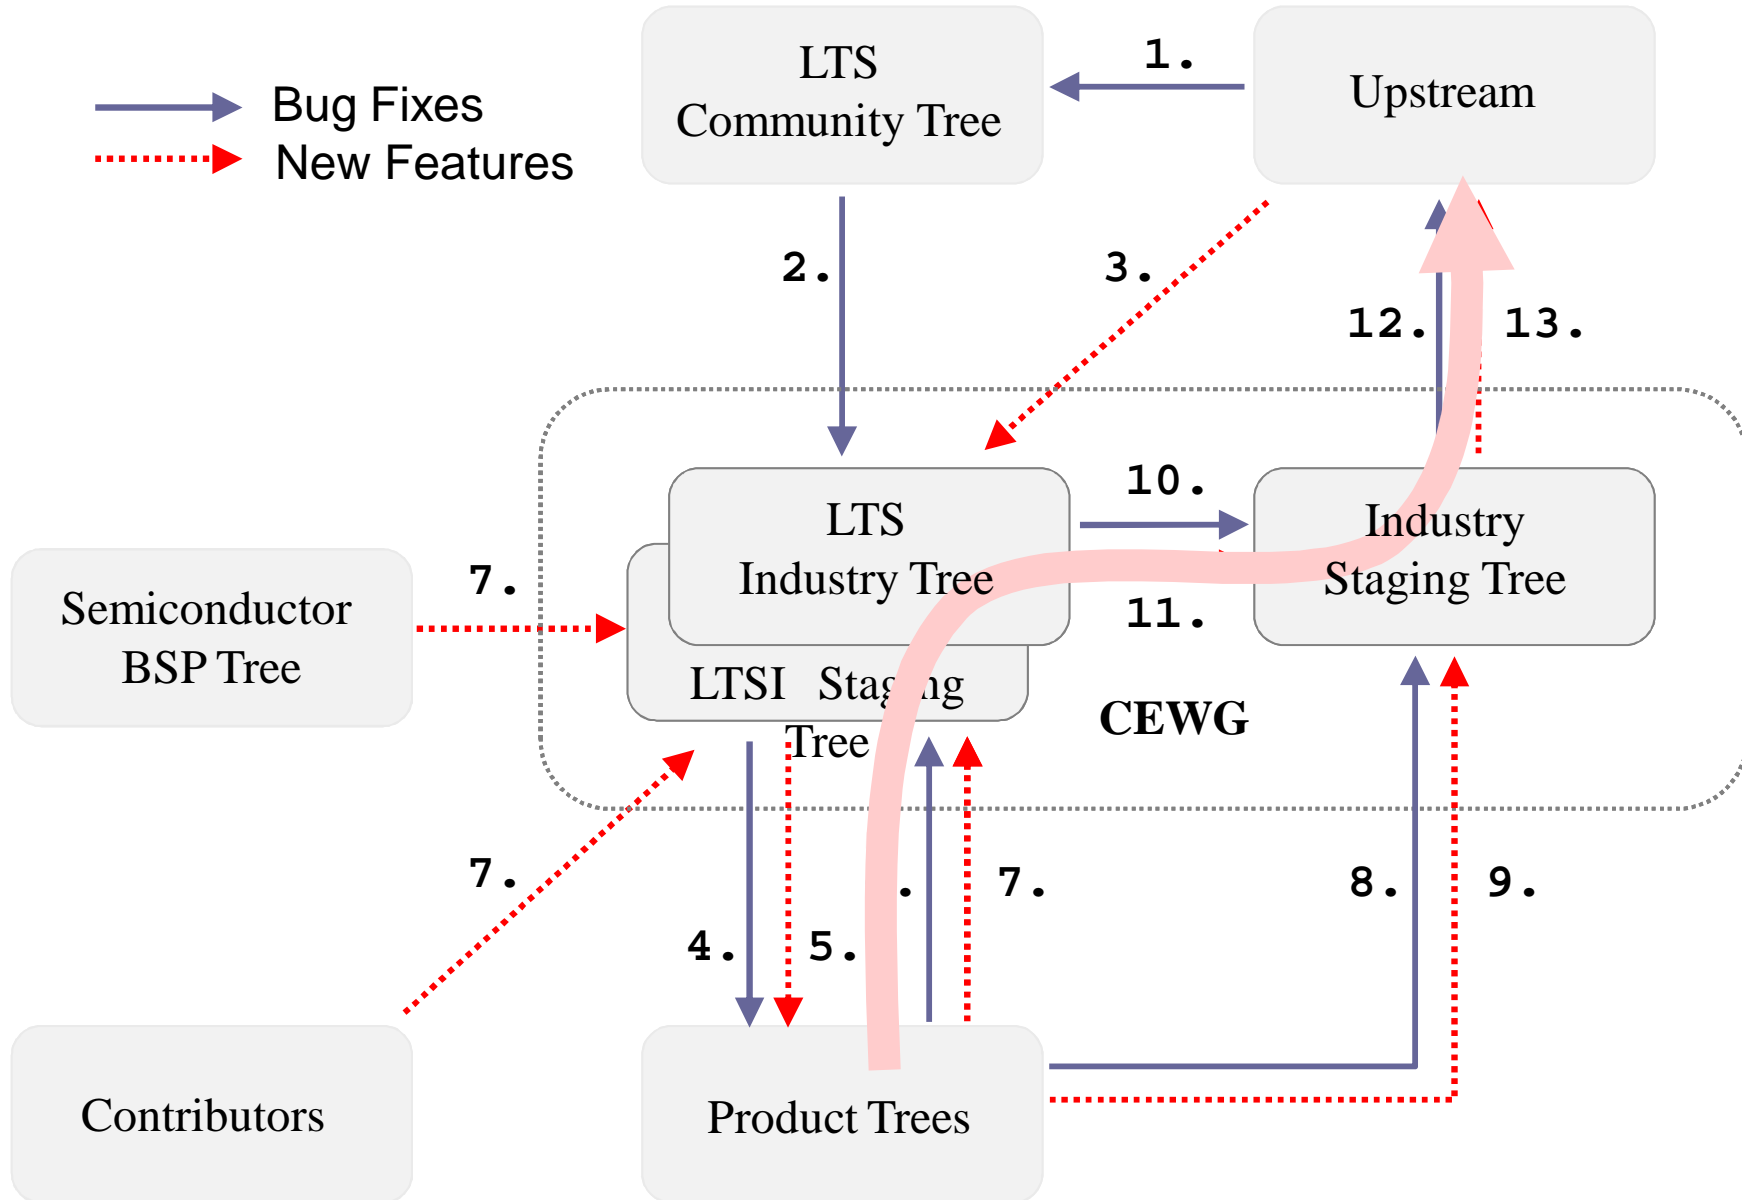 LTS
Community Tree
1.
Upstream
Bug Fixes
New Features
2.
3.
12.
13.
LTS
Industry Tree
10.
11.
Industry
Staging Tree
Semiconductor
BSP Tree
7.
LTSI Staging
Tree
CEWG
7.
4.
5.
.
7.
8.
9.
Contributors
Product Trees